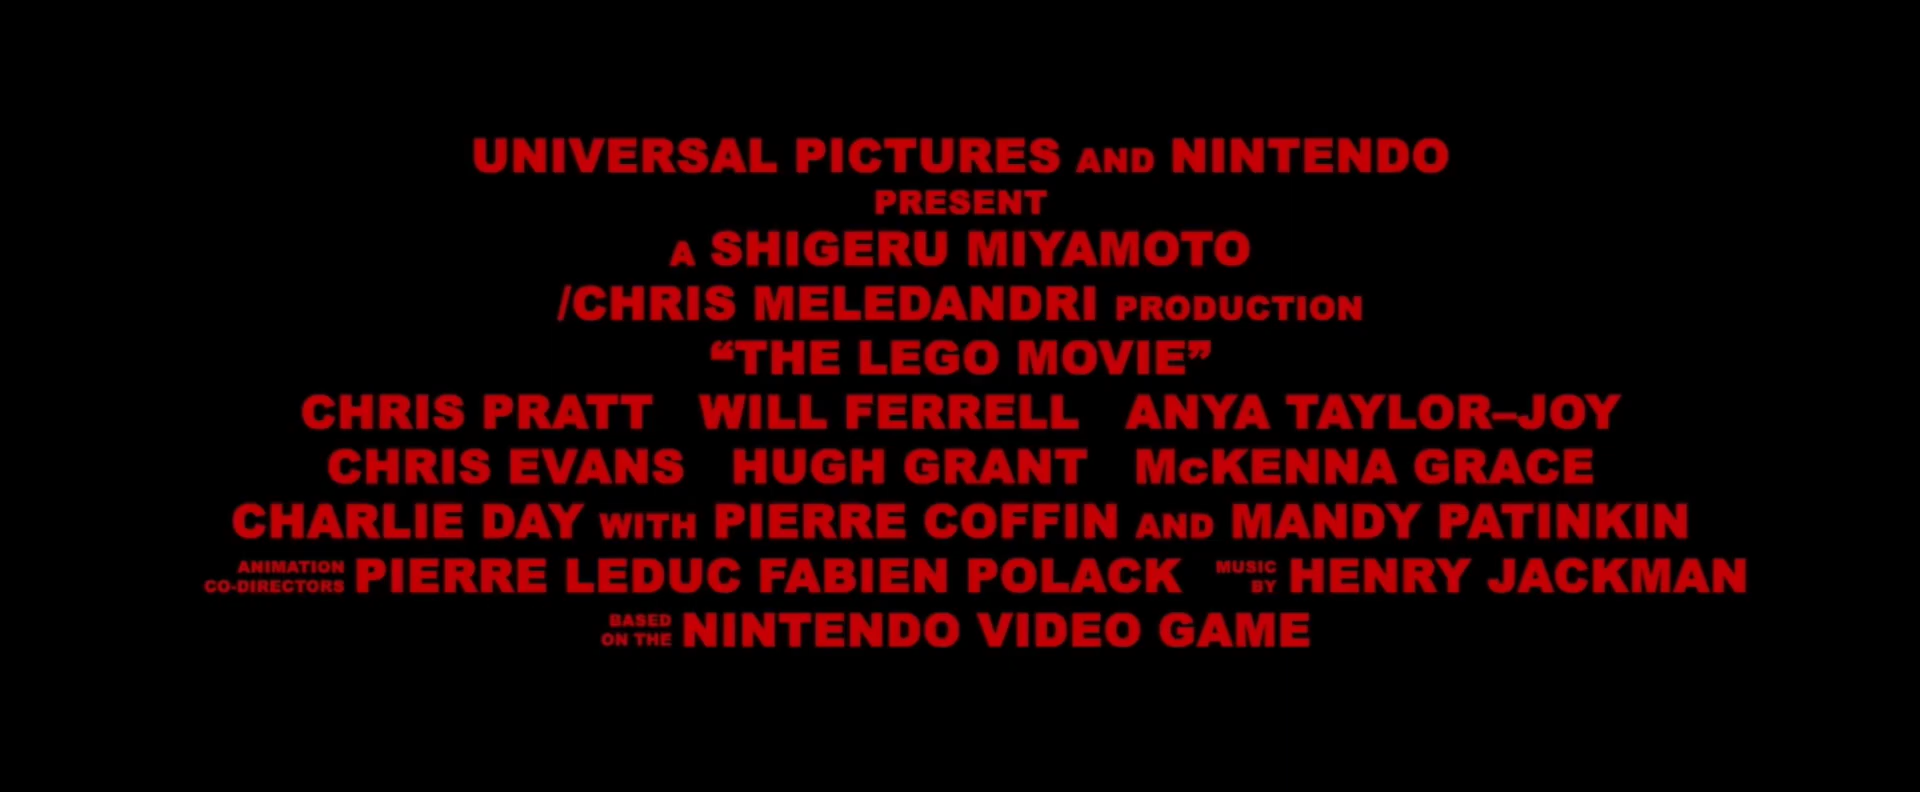 UNIVERSAL PICTURES AND NINTENDO
PRESENT
A SHIGERU MIYAMOTO
/CHRIS MELEDANDRI PRODUCTION
“THE LEGO MOVIE”
CHRIS PRATT WILL FERRELL ANYA TAYLOR–JOY
CHRIS EVANS HUGH GRANT McKENNA GRACE
CHARLIE DAY WITH PIERRE COFFIN AND MANDY PATINKIN
ANIMATION CO-DIRECTORS PIERRE LEDUC FABIEN POLACK MUSIC BY HENRY JACKMAN
BASED ON THE NINTENDO VIDEO GAME